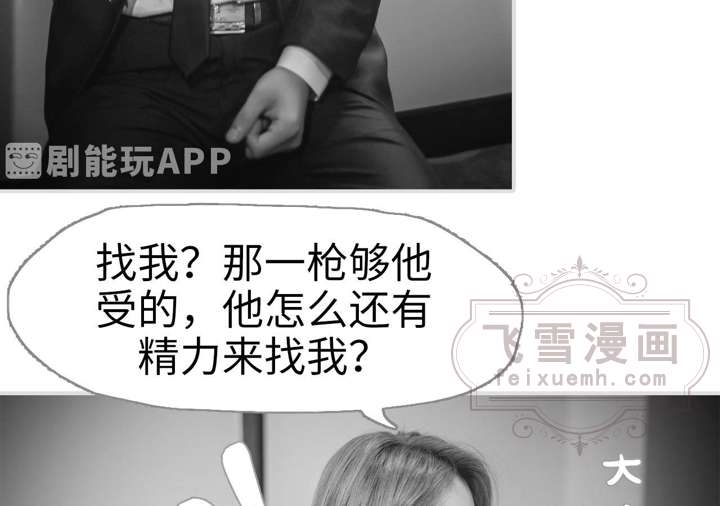 剧能玩APP
找我？那一枪够他
受的，他怎么还有
精力来找我？
飞雪漫画
feixuemh.com
大